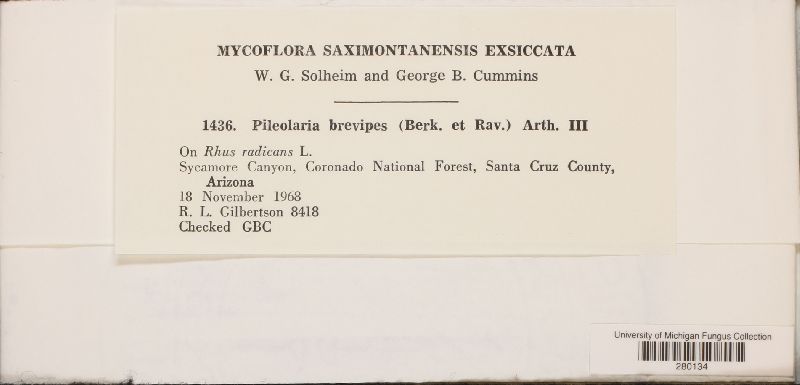 MYCOFLORA SAXIMONTANENSIS EXSICCATA
W. G. Solheim and George B. Cummins
1436. Pileolaria brevipes (Berk. et Rav.) Arth. III
On Rhus radicans L.
Sycamore Canyon, Coronado National Forest, Santa Cruz County,
Arizona
18 November 1968
R. L. Gilbertson 8418
Checked GBC
University of Michigan Fungus Collection
280134